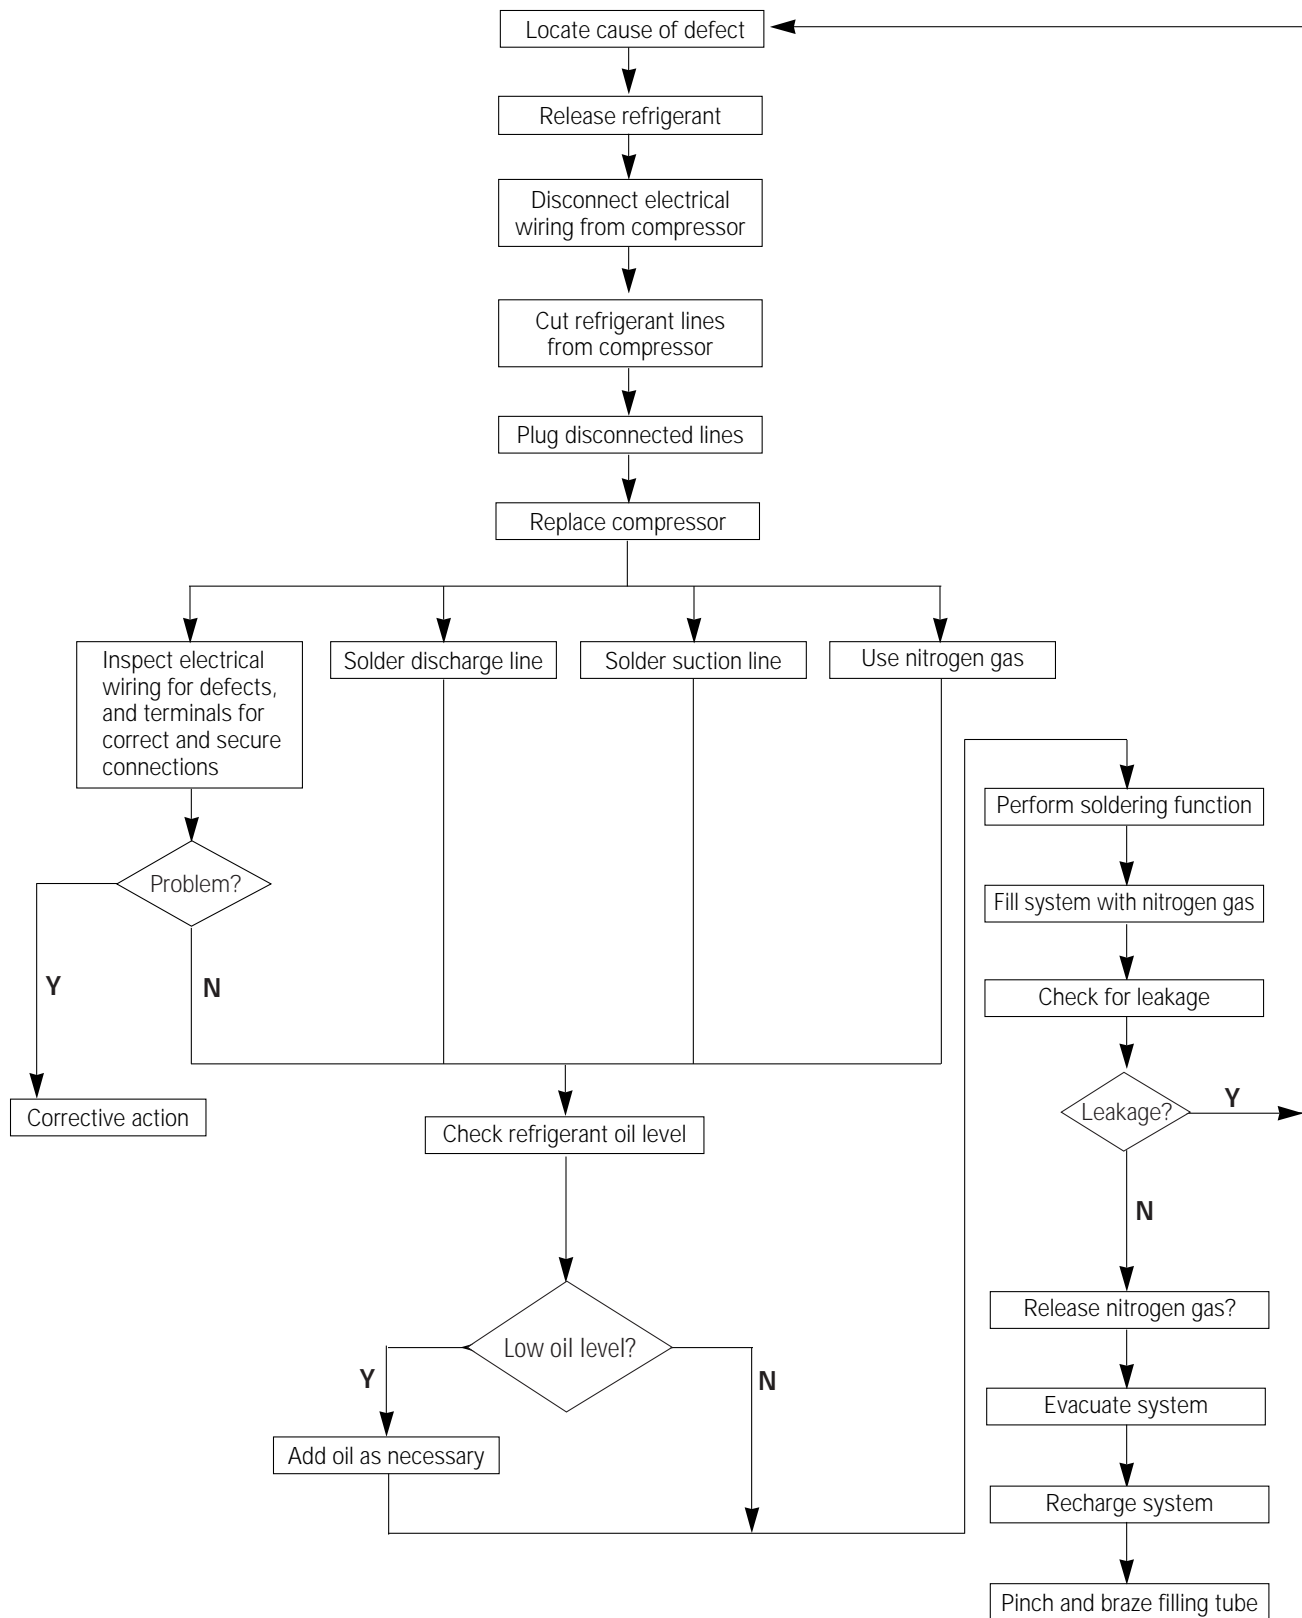 Locate cause of defect
Release refrigerant
Disconnect electrical
wiring from compressor
Cut refrigerant lines
from compressor
Plug disconnected lines
Replace compressor
Inspect electrical
wiring for defects,
and terminals for
correct and secure
connections
Solder discharge line
Solder suction line
Use nitrogen gas
Problem?
Y
N
Corrective action
Check refrigerant oil level
Low oil level?
Y
N
Add oil as necessary
Perform soldering function
Fill system with nitrogen gas
Check for leakage
Leakage?
Y
N
Release nitrogen gas?
Evacuate system
Recharge system
Pinch and braze filling tube